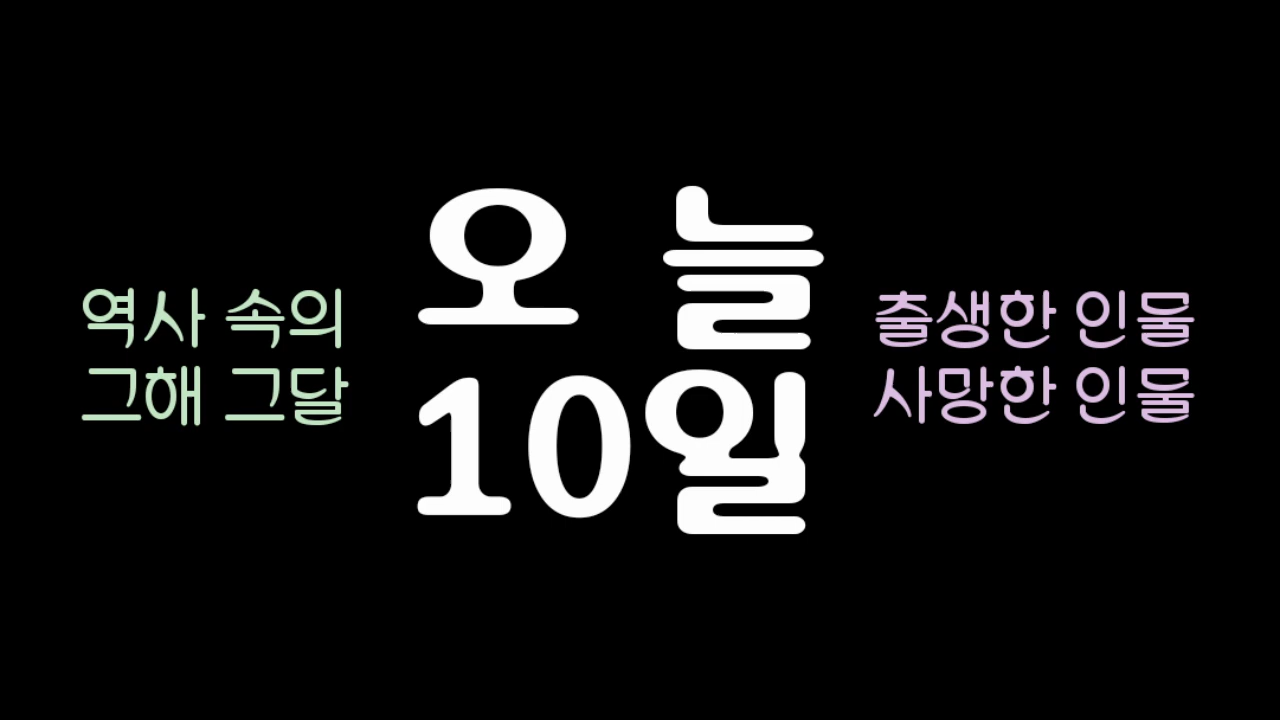 역사 속의
그해 그달
오 늘
10일
출생한 인물
사망한 인물